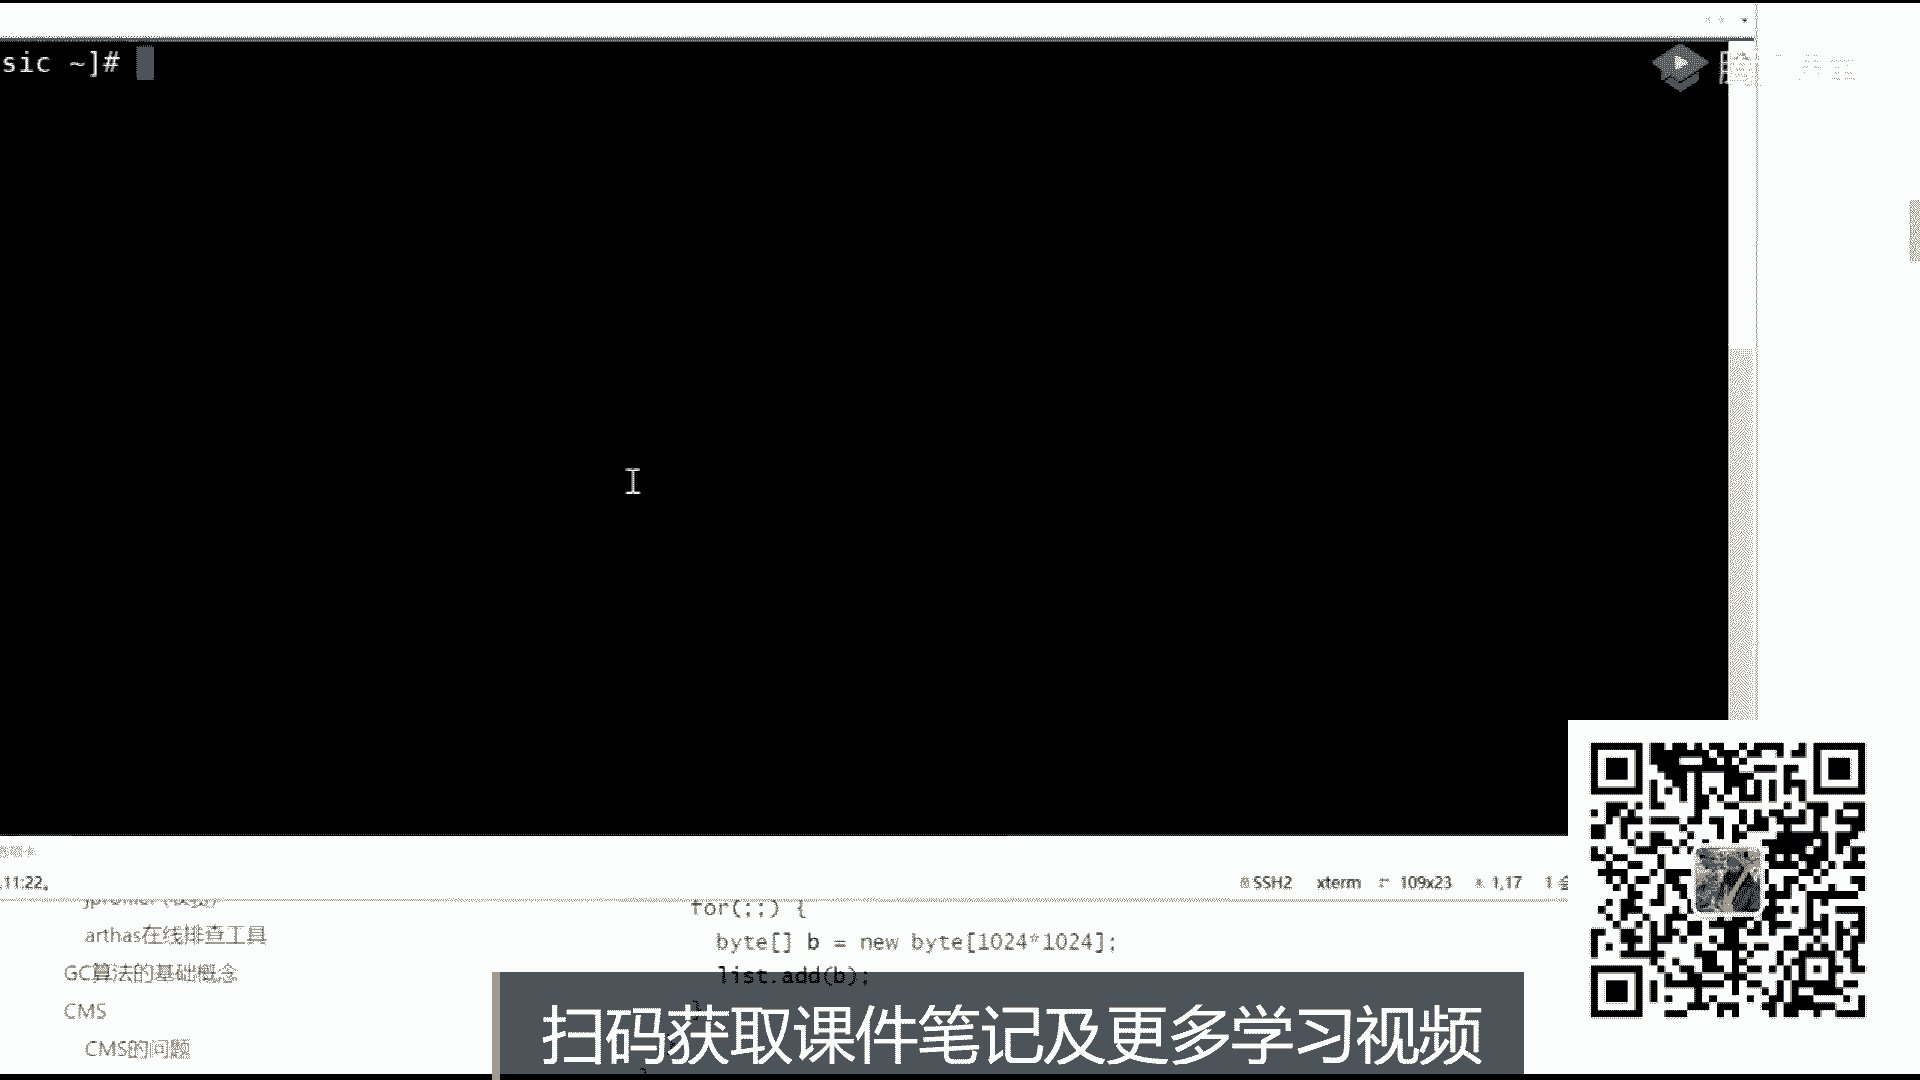 sic ~]#
,11:22。
SSH2 xterm 109x23 1,17 1
for(;;) {
arthas在线排查工具
byte[] b = new byte[1024*1024];
GC算法的基础概念
list.add(b);
CMS
}
CMS的问题
扫码获取课件笔记及更多学习视频